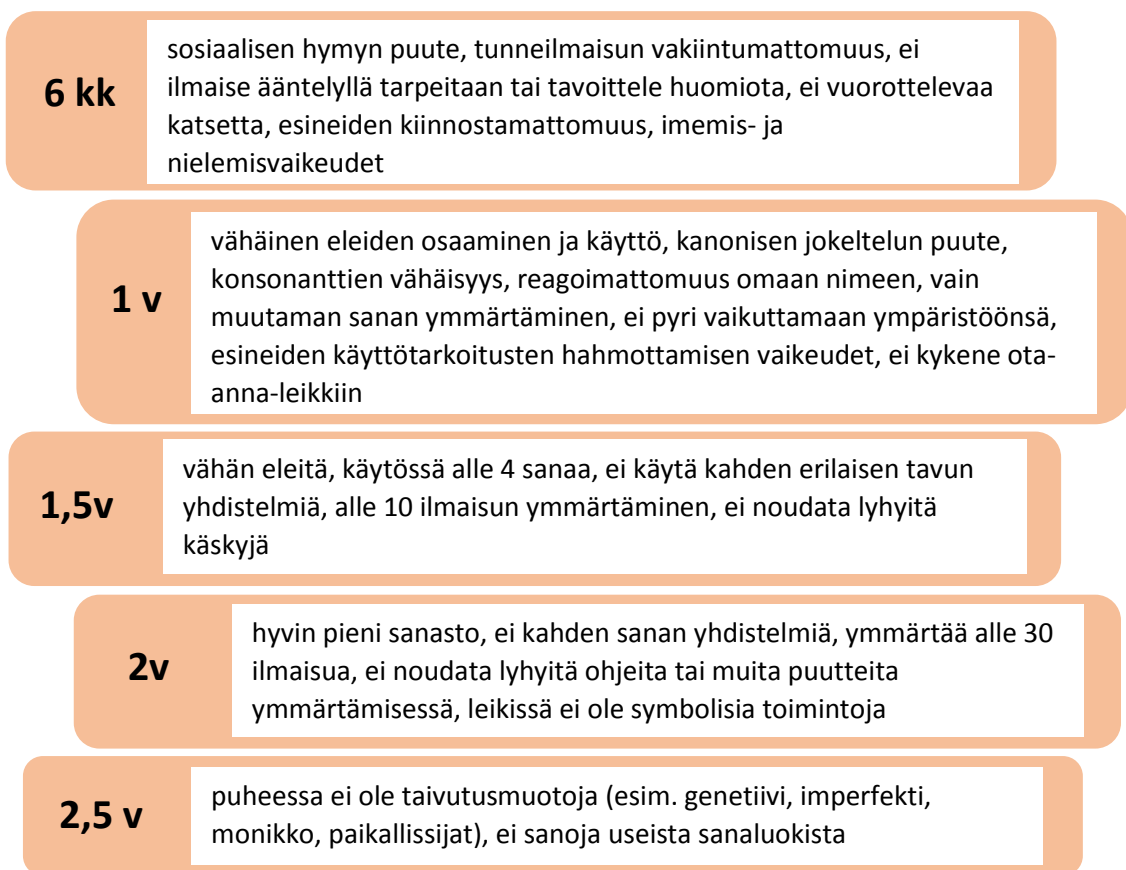 6 kk
sosiaalisen hymyn puute, tunneilmaisun vakiintumattomuus, ei
ilmaise ääntelyllä tarpeitaan tai tavoittele huomiota, ei vuorottelevaa
katsetta, esineiden kiinnostamattomuus, imemis- ja
nielemisvaikeudet
1 v
vähäinen eleiden osaaminen ja käyttö, kanonisen jokeltelun puute,
konsonanttien vähäisyys, reagoimattomuus omaan nimeen, vain
muutaman sanan ymmärtäminen, ei pyri vaikuttamaan ympäristöönsä,
esineiden käyttötarkoitusten hahmottamisen vaikeudet, ei kykene ota-
anna-leikkiin
1,5v
vähän eleitä, käytössä alle 4 sanaa, ei käytä kahden erilaisen tavun
yhdistelmiä, alle 10 ilmaisun ymmärtäminen, ei noudata lyhyitä
käskyjä
2v
hyvin pieni sanasto, ei kahden sanan yhdistelmiä, ymmärtää alle 30
ilmaisua, ei noudata lyhyitä ohjeita tai muita puutteita
ymmärtämisessä, leikissä ei ole symbolisia toimintoja
2,5 v
puheessa ei ole taivutusmuotoja (esim. genetiivi, imperfekti,
monikko, paikallissijat), ei sanoja useista sanaluokista